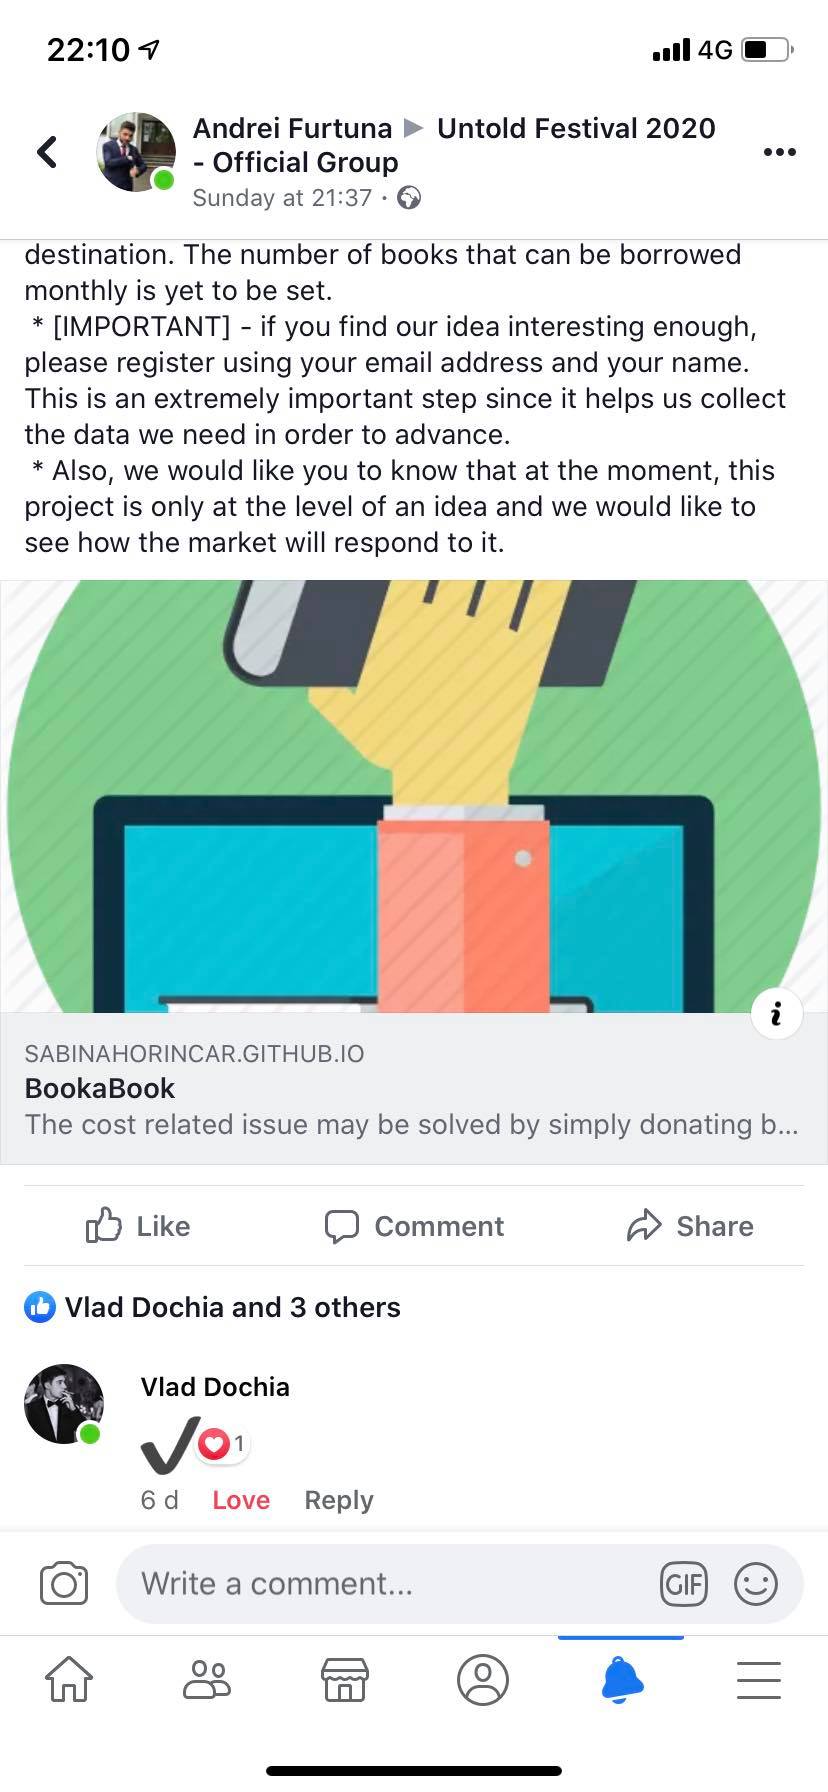 22:10
4G
Andrei Furtuna ▶ Untold Festival 2020
- Official Group
Sunday at 21:37 ·
destination. The number of books that can be borrowed
monthly is yet to be set.
* [IMPORTANT] - if you find our idea interesting enough,
please register using your email address and your name.
This is an extremely important step since it helps us collect
the data we need in order to advance.
* Also, we would like you to know that at the moment, this
project is only at the level of an idea and we would like to
see how the market will respond to it.
i
SABINAHORINCAR.GITHUB.IO
BookaBook
The cost related issue may be solved by simply donating b...
Like Comment Share
Vlad Dochia and 3 others
Vlad Dochia
✔ 1
6 d Love Reply
Write a comment... GIF